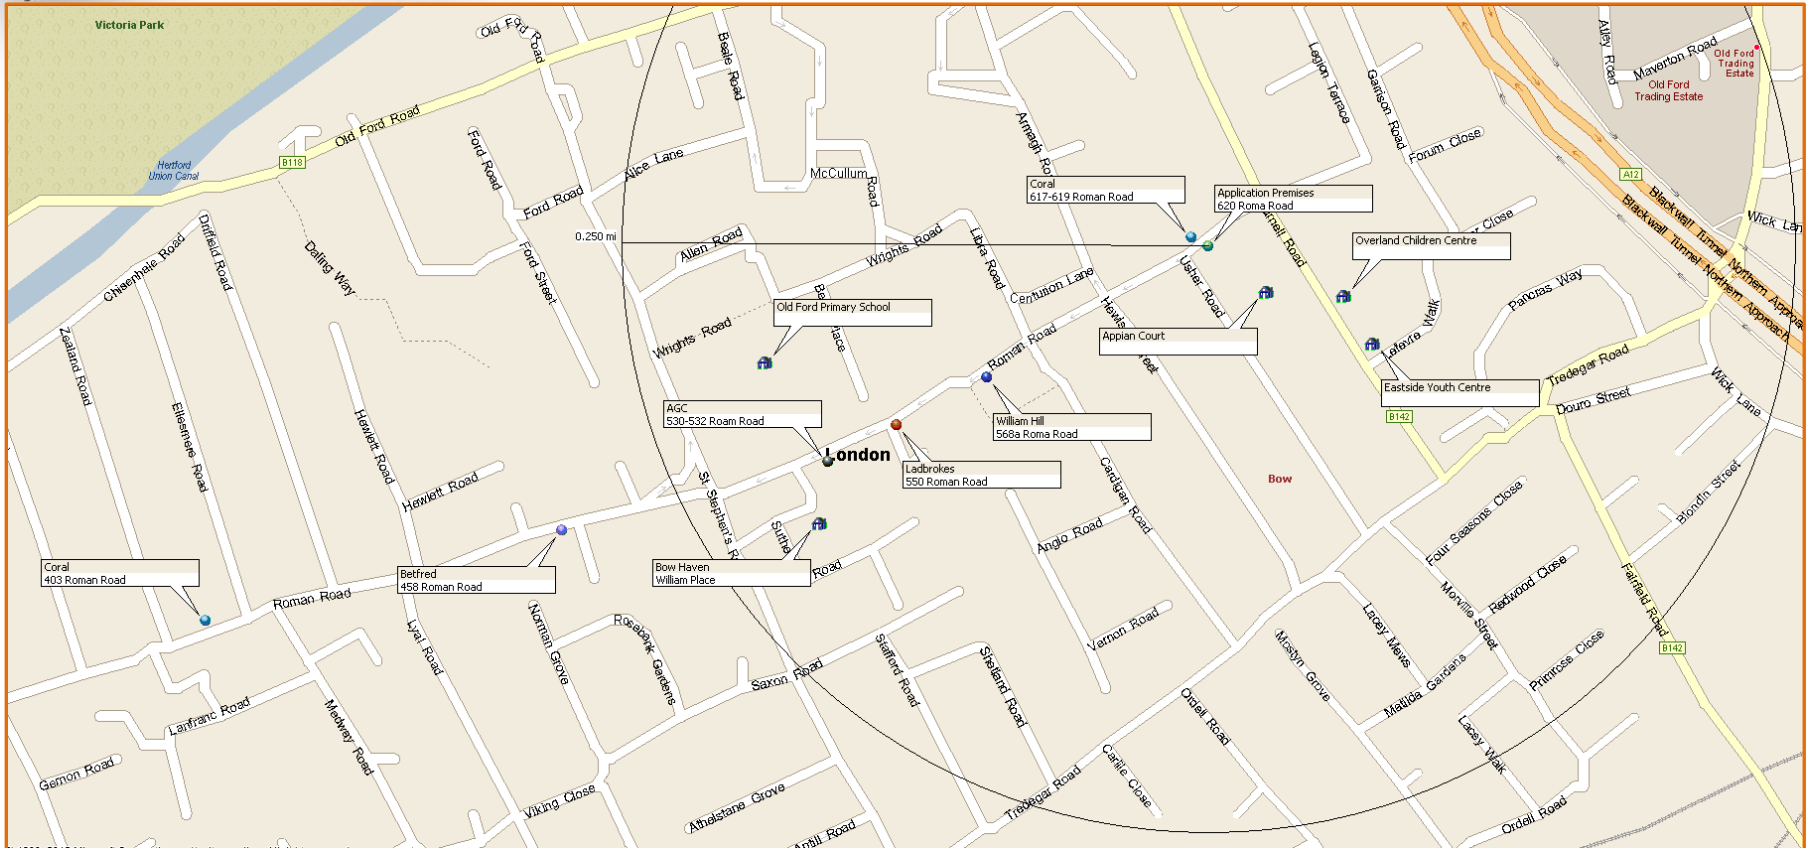 Victoria Park
Old Ford Road
Beale Road
Legion Terrace
Garrison Road
Atley Road
Maverton Road
Old Ford
Trading
Estate
Old Ford
Trading Estate
Old Ford Road
B118
Hertford
Union Canal
Ford Road
Alice Lane
McCullum Road
Forum Close
A12
Blackwall Tunnel Northern Approach
Blackwall Tunnel Northern Approach
Coral
617-619 Roman Road
Application Premises
620 Roma Road
Ford Road
Driffield Road
Chisenhale Road
Daling Way
Ford Street
0.250 mi
Allen Road
Wrights Road
Libra Road
Usher Road
Overland Children Centre
Centurion Lane
Pancras Way
Old Ford Primary School
Wrights Road
Roman Road
Appian Court
Lefevre Walk
Tredegar Road
Zealand Road
Ellesmere Road
Hewlett Road
AGC
530-532 Roam Road
William Hill
568a Roma Road
Eastside Youth Centre
B142
Douro Street
Wick Lane
London
Ladbrokes
550 Roman Road
Cardigan Road
Bow
Hewlett Road
Anglo Road
Four Seasons Close
Blondin Street
Coral
403 Roman Road
Betfred
458 Roman Road
Bow Haven
William Place
Road
Roman Road
Redwood Close
Fairfield Road
Lyal Road
Norman Grove
Rosebank Gardens
Saxon Road
Stafford Road
Shetland Road
Vernon Road
Mostyn Grove
Lacey Mews
Morville Street
Matilda Gardens
Primrose Close
B142
Lanfranc Road
Medway Road
Ordell Road
Lacey Walk
Gernon Road
Viking Close
Athelstane Grove
Antill Road
Tredegar Road
Carlile Close
Ordell Road